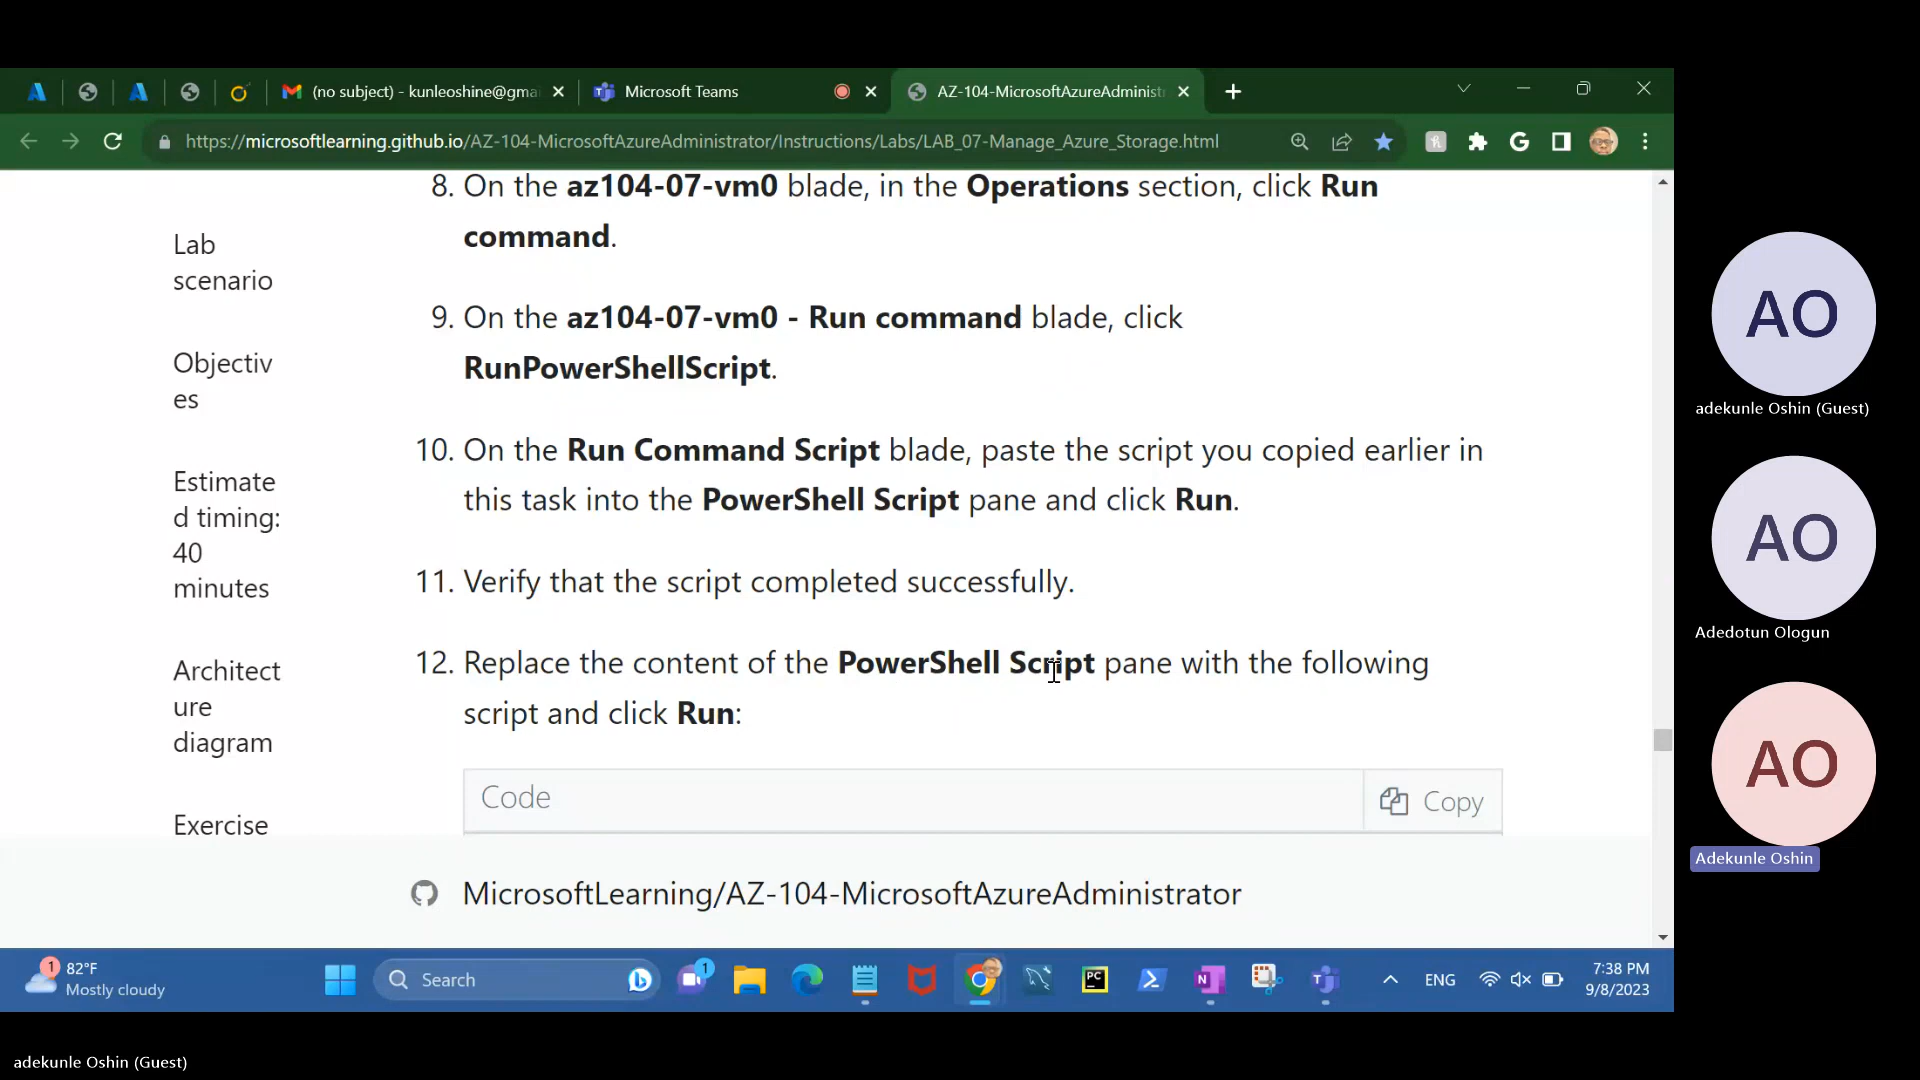 (no subject) - kunleoshine@gma
Microsoft Teams
AZ-104-MicrosoftAzureAdminist
https://microsoftlearning.github.io/AZ-104-MicrosoftAzureAdministrator/Instructions/Labs/LAB_07-Manage_Azure_Storage.html
Lab
scenario
Objectiv
es
Estimate
d timing:
40
minutes
Architect
ure
diagram
Exercise
8. On the az104-07-vm0 blade, in the Operations section, click Run
command.
9. On the az104-07-vm0 - Run command blade, click
RunPowerShellScript.
10. On the Run Command Script blade, paste the script you copied earlier in
this task into the PowerShell Script pane and click Run.
11. Verify that the script completed successfully.
12. Replace the content of the PowerShell Script pane with the following
script and click Run:
Code
Copy
MicrosoftLearning/AZ-104-MicrosoftAzureAdministrator
AO
adekunle Oshin (Guest)
AO
Adedotun Ologun
AO
Adekunle Oshin
1
82°F
Mostly cloudy
Search
1
PC
N
T
ENG
7:38 PM
9/8/2023
adekunle Oshin (Guest)